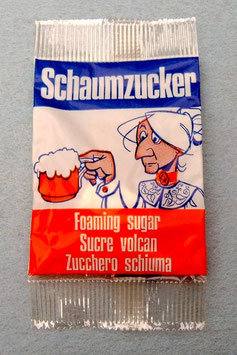 Schaumzucker
Foaming sugar
Sucre volcan
Zucchero schiuma